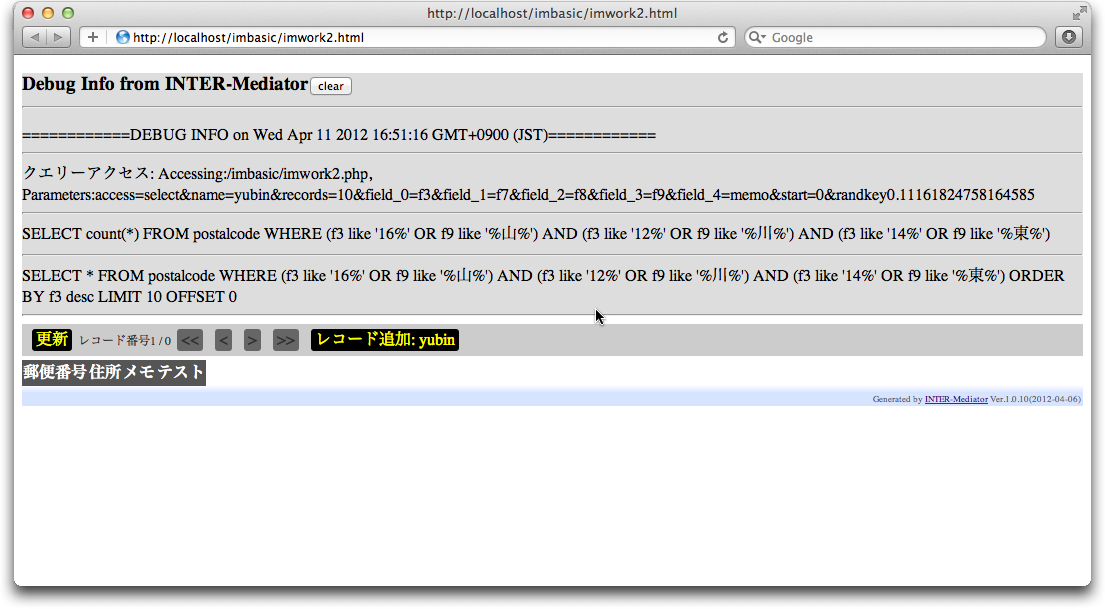 http://localhost/imbasic/imwork2.html
http://localhost/imbasic/imwork2.html
Google
Debug Info from INTER-Mediator clear
============DEBUG INFO on Wed Apr 11 2012 16:51:16 GMT+0900 (JST)============
クエリーアクセス: Accessing:/imbasic/imwork2.php,
Parameters:access=select&name=yubin&records=10&field_0=f3&field_1=f7&field_2=f8&field_3=f9&field_4=memo&start=0&randkey0.11161824758164585
SELECT count(*) FROM postalcode WHERE (f3 like '16%' OR f9 like '%山%') AND (f3 like '12%' OR f9 like '%川%') AND (f3 like '14%' OR f9 like '%東%')
SELECT * FROM postalcode WHERE (f3 like '16%' OR f9 like '%山%') AND (f3 like '12%' OR f9 like '%川%') AND (f3 like '14%' OR f9 like '%東%') ORDER
BY f3 desc LIMIT 10 OFFSET 0
更新 レコード番号1 / 0 << < > >> レコード追加: yubin
郵便番号住所メモテスト
Generated by INTER-Mediator Ver.1.0.10(2012-04-06)